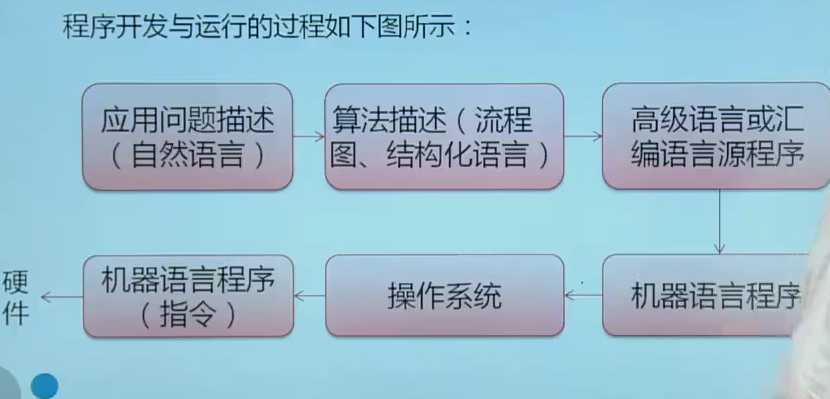 程序开发与运行的过程如下图所示：
应用问题描述
（自然语言）
算法描述（流程
图、结构化语言）
高级语言或汇
编语言源程序
硬
件
机器语言程序
（指令）
操作系统
机器语言程序